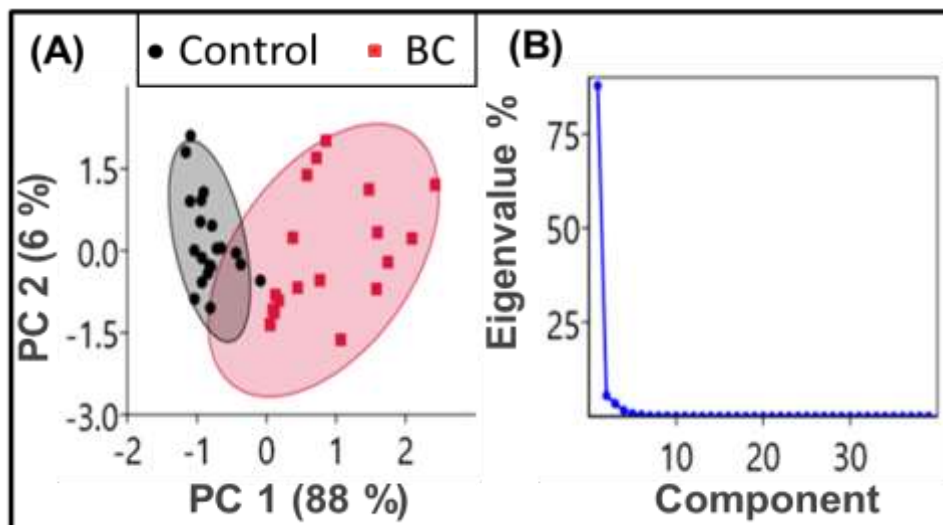 (A)
Control
BC
(B)
PC 2 (6 %)
1.5
0.0
-1.5
-3.0
-2
-1
0
1
2
PC 1 (88 %)
Eigenvalue %
75
50
25
10
20
30
Component